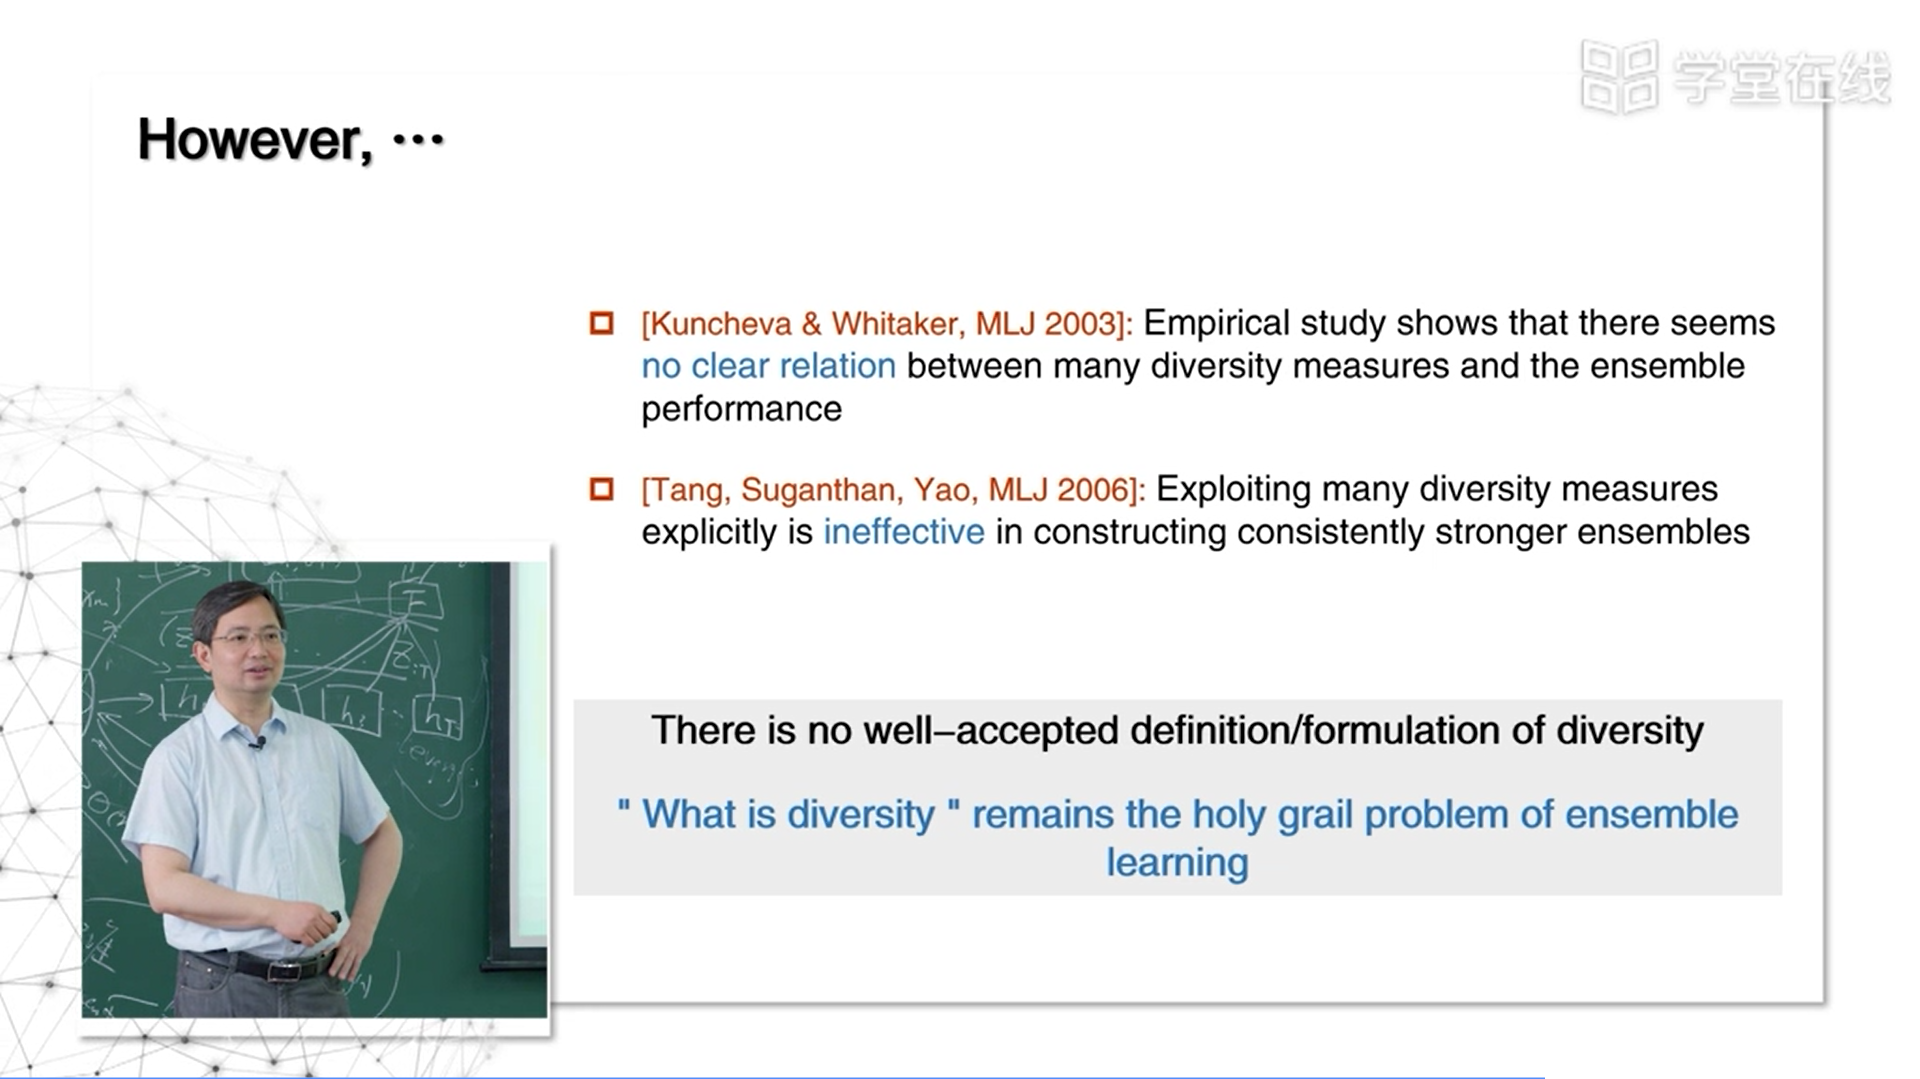 学堂在线
However, ···
[Kuncheva & Whitaker, MLJ 2003]: Empirical study shows that there seems
no clear relation between many diversity measures and the ensemble
performance
[Tang, Suganthan, Yao, MLJ 2006]: Exploiting many diversity measures
explicitly is ineffective in constructing consistently stronger ensembles
There is no well–accepted definition/formulation of diversity
" What is diversity " remains the holy grail problem of ensemble
learning